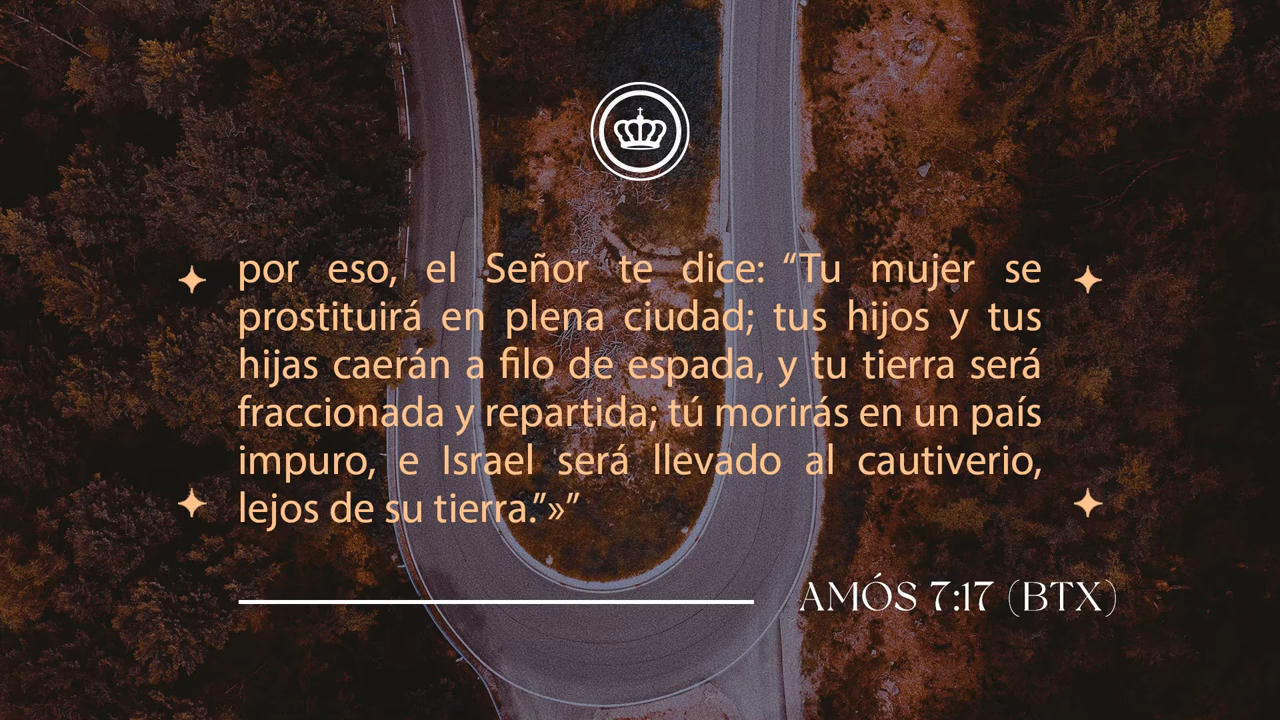 por eso, el Señor te dice: “Tu mujer se
prostituirá en plena ciudad; tus hijos y tus
hijas caerán a filo de espada, y tu tierra será
fraccionada y repartida; tú morirás en un país
impuro, e Israel será llevado al cautiverio,
lejos de su tierra.”»”
AMÓS 7:17 (BTX)